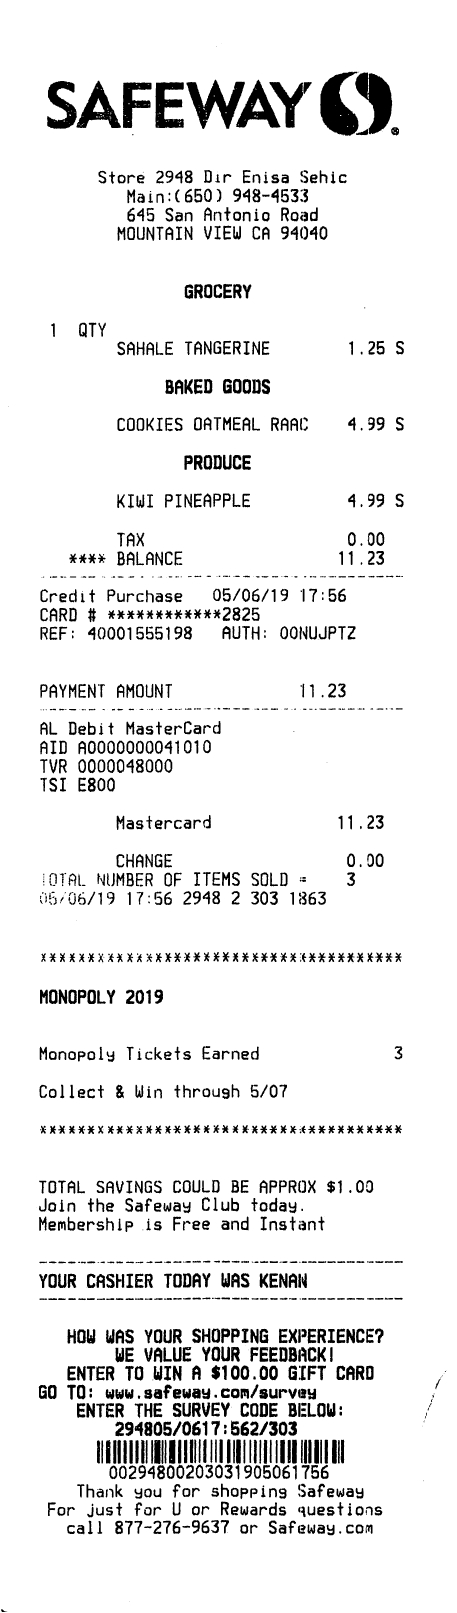 SAFEWAY
Store 2948 Dir Enisa Sehic
Main:(650) 948-4533
645 San Antonio Road
MOUNTAIN VIEW CA 94040
GROCERY
1 QTY
SAHALE TANGERINE 1.25 S
BAKED GOODS
COOKIES OATMEAL RAAC 4.99 S
PRODUCE
KIWI PINEAPPLE 4.99 S
TAX 0.00
**** BALANCE 11.23
Credit Purchase 05/06/19 17:56
CARD # ************2825
REF: 40001555198 AUTH: 00NUJPTZ
PAYMENT AMOUNT 11.23
AL Debit MasterCard
AID A0000000041010
TVR 0000048000
TSI E800
Mastercard 11.23
CHANGE 0.00
TOTAL NUMBER OF ITEMS SOLD = 3
05/06/19 17:56 2948 2 303 1863
**************************************
MONOPOLY 2019
Monopoly Tickets Earned 3
Collect & Win through 5/07
**************************************
TOTAL SAVINGS COULD BE APPROX $1.00
Join the Safeway Club today.
Membership is Free and Instant
YOUR CASHIER TODAY WAS KENAN
HOW WAS YOUR SHOPPING EXPERIENCE?
WE VALUE YOUR FEEDBACK!
ENTER TO WIN A $100.00 GIFT CARD
GO TO: www.safeway.com/survey
ENTER THE SURVEY CODE BELOW:
294805/0617:562/303
00294800203031905061756
Thank you for shopping Safeway
For just for U or Rewards questions
call 877-276-9637 or Safeway.com